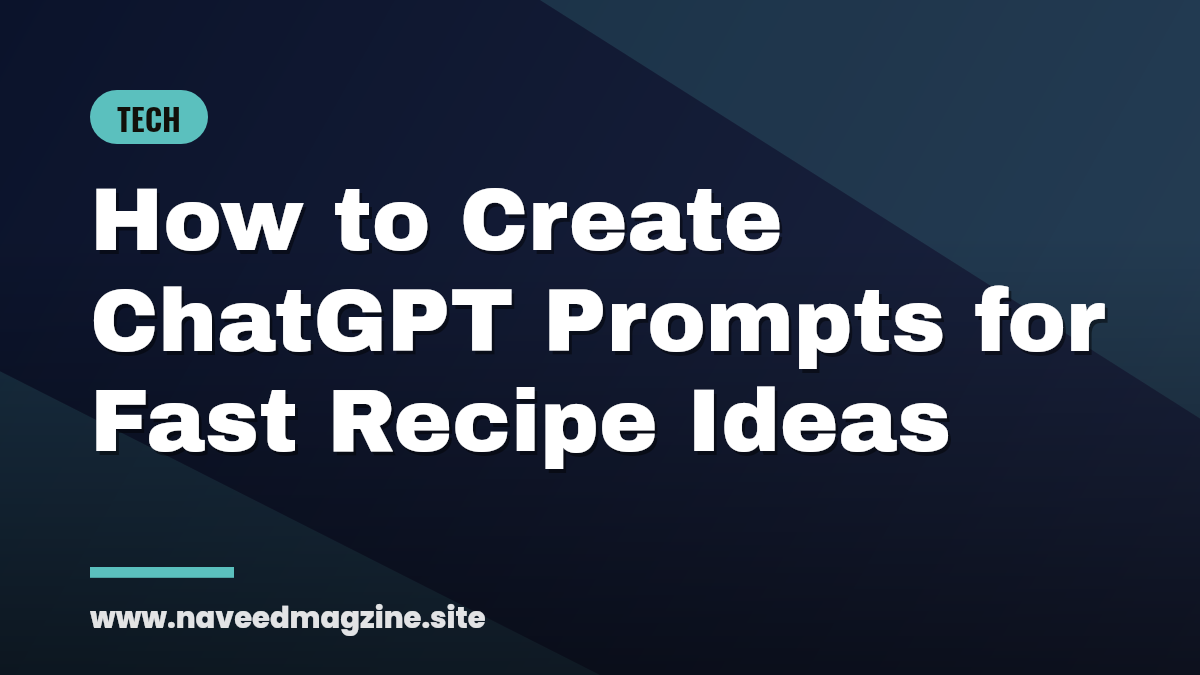 TECH
How to Create
ChatGPT Prompts for
Fast Recipe Ideas
www.naveedmagzine.site